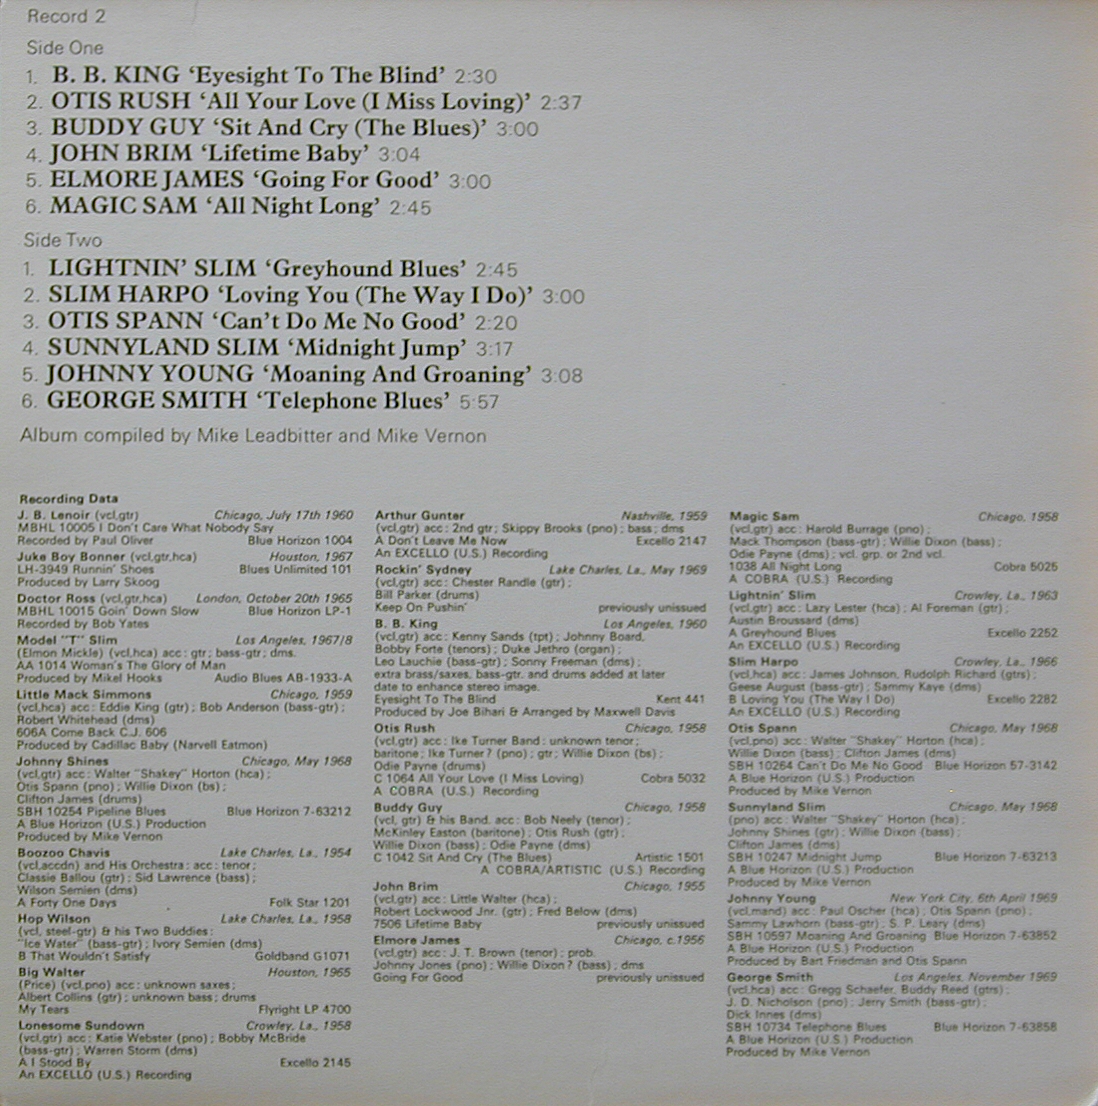 Record 2
Side One
1. B. B. KING ‘Eyesight To The Blind’ 2:30
2. OTIS RUSH ‘All Your Love (I Miss Loving)’ 2:37
3. BUDDY GUY ‘Sit And Cry (The Blues)’ 3:00
4. JOHN BRIM ‘Lifetime Baby’ 3:04
5. ELMORE JAMES ‘Going For Good’ 3:00
6. MAGIC SAM ‘All Night Long’ 2:45
Side Two
1. LIGHTNIN’ SLIM ‘Greyhound Blues’ 2:45
2. SLIM HARPO ‘Loving You (The Way I Do)’ 3:00
3. OTIS SPANN ‘Can’t Do Me No Good’ 2:20
4. SUNNYLAND SLIM ‘Midnight Jump’ 3:17
5. JOHNNY YOUNG ‘Moaning And Groaning’ 3:08
6. GEORGE SMITH ‘Telephone Blues’ 5:57
Album compiled by Mike Leadbitter and Mike Vernon
Recording Data
J. B. Lenoir (vcl,gtr) Chicago, July 17th 1960
MBHL 10005 I Don't Care What Nobody Say
Recorded by Paul Oliver Blue Horizon 1004
Juke Boy Bonner (vcl,gtr,hca) Houston, 1967
LH-3949 Runnin' Shoes Blues Unlimited 101
Produced by Larry Skoog
Doctor Ross (vcl,gtr,hca) London, October 20th 1965
MBHL 10015 Goin' Down Slow Blue Horizon LP-1
Recorded by Bob Yates
Model "T" Slim Los Angeles, 1967/8
(Elmon Mickle) (vcl,hca) acc: gtr; bass-gtr; dms.
AA 1014 Woman's The Glory of Man
Produced by Mikel Hooks Audio Blues AB-1933-A
Little Mack Simmons Chicago, 1959
(vcl,hca) acc: Eddie King (gtr); Bob Anderson (bass-gtr);
Robert Whitehead (dms)
606A Come Back C.J. 606
Produced by Cadillac Baby (Narvell Eatmon)
Johnny Shines Chicago, May 1968
(vcl,gtr) acc: Walter "Shakey" Horton (hca);
Otis Spann (pno); Willie Dixon (bs);
Clifton James (drums)
SBH 10254 Pipeline Blues Blue Horizon 7-63212
A Blue Horizon (U.S.) Production
Produced by Mike Vernon
Boozoo Chavis Lake Charles, La., 1954
(vcl,accdn) and His Orchestra: acc: tenor;
Classie Ballou (gtr); Sid Lawrence (bass);
Wilson Semien (dms)
A Forty One Days Folk Star 1201
Hop Wilson Lake Charles, La., 1958
(vcl, steel-gtr) & his Two Buddies:
"Ice Water" (bass-gtr); Ivory Semien (dms)
B That Wouldn't Satisfy Goldband G1071
Big Walter Houston, 1965
(Price) (vcl,pno) acc: unknown saxes;
Albert Collins (gtr); unknown bass; drums
My Tears Flyright LP 4700
Lonesome Sundown Crowley, La., 1958
(vcl,gtr) acc: Katie Webster (pno); Bobby McBride
(bass-gtr); Warren Storm (dms)
A I Stood By Excello 2145
An EXCELLO (U.S.) Recording
Arthur Gunter Nashville, 1959
(vcl,gtr) acc: 2nd gtr; Skippy Brooks (pno); bass; dms
A Don't Leave Me Now Excello 2147
An EXCELLO (U.S.) Recording
Rockin' Sydney Lake Charles, La., May 1969
(vcl,gtr) acc: Chester Randle (gtr);
Bill Parker (drums)
Keep On Pushin' previously unissued
B. B. King Los Angeles, 1960
(vcl,gtr) acc: Kenny Sands (tpt); Johnny Board,
Bobby Forte (tenors); Duke Jethro (organ);
Leo Lauchie (bass-gtr); Sonny Freeman (dms);
extra brass/saxes, bass-gtr. and drums added at later
date to enhance stereo image.
Eyesight To The Blind Kent 441
Produced by Joe Bihari & Arranged by Maxwell Davis
Otis Rush Chicago, 1958
(vcl,gtr) acc: Ike Turner Band: unknown tenor;
baritone; Ike Turner? (pno); gtr; Willie Dixon (bs);
Odie Payne (drums)
C 1064 All Your Love (I Miss Loving) Cobra 5032
A COBRA (U.S.) Recording
Buddy Guy Chicago, 1958
(vcl, gtr) & his Band. acc: Bob Neely (tenor);
McKinley Easton (baritone); Otis Rush (gtr);
Willie Dixon (bass); Odie Payne (dms)
C 1042 Sit And Cry (The Blues) Artistic 1501
A COBRA/ARTISTIC (U.S.) Recording
John Brim Chicago, 1955
(vcl,gtr) acc: Little Walter (hca);
Robert Lockwood Jnr. (gtr); Fred Below (dms)
7506 Lifetime Baby previously unissued
Elmore James Chicago, c.1956
(vcl,gtr) acc: J. T. Brown (tenor); prob.
Johnny Jones (pno); Willie Dixon? (bass); dms
Going For Good previously unissued
Magic Sam Chicago, 1958
(vcl,gtr) acc: Harold Burrage (pno);
Mack Thompson (bass-gtr); Willie Dixon (bass);
Odie Payne (dms); vcl. grp. or 2nd vcl.
1038 All Night Long Cobra 5025
A COBRA (U.S.) Recording
Lightnin' Slim Crowley, La., 1963
(vcl,gtr) acc: Lazy Lester (hca); Al Foreman (gtr);
Austin Broussard (dms)
A Greyhound Blues Excello 2252
An EXCELLO (U.S.) Recording
Slim Harpo Crowley, La., 1966
(vcl,hca) acc: James Johnson, Rudolph Richard (gtrs);
Geese August (bass-gtr); Sammy Kaye (dms)
B Loving You (The Way I Do) Excello 2282
An EXCELLO (U.S.) Recording
Otis Spann Chicago, May 1968
(vcl,pno) acc: Walter "Shakey" Horton (hca);
Willie Dixon (bass); Clifton James (dms)
SBH 10264 Can't Do Me No Good Blue Horizon 57-3142
A Blue Horizon (U.S.) Production
Produced by Mike Vernon
Sunnyland Slim Chicago, May 1968
(pno) acc: Walter "Shakey" Horton (hca);
Johnny Shines (gtr); Willie Dixon (bass);
Clifton James (dms)
SBH 10247 Midnight Jump Blue Horizon 7-63213
A Blue Horizon (U.S.) Production
Produced by Mike Vernon
Johnny Young New York City, 6th April 1969
(vcl,mand) acc: Paul Oscher (hca); Otis Spann (pno);
Sammy Lawhorn (bass-gtr); S. P. Leary (dms)
SBH 10597 Moaning And Groaning Blue Horizon 7-63852
A Blue Horizon (U.S.) Production
Produced by Bart Friedman and Otis Spann
George Smith Los Angeles, November 1969
(vcl,hca) acc: Gregg Schaefer, Buddy Reed (gtrs);
J. D. Nicholson (pno); Jerry Smith (bass-gtr);
Dick Innes (dms)
SBH 10734 Telephone Blues Blue Horizon 7-63858
A Blue Horizon (U.S.) Production
Produced by Mike Vernon